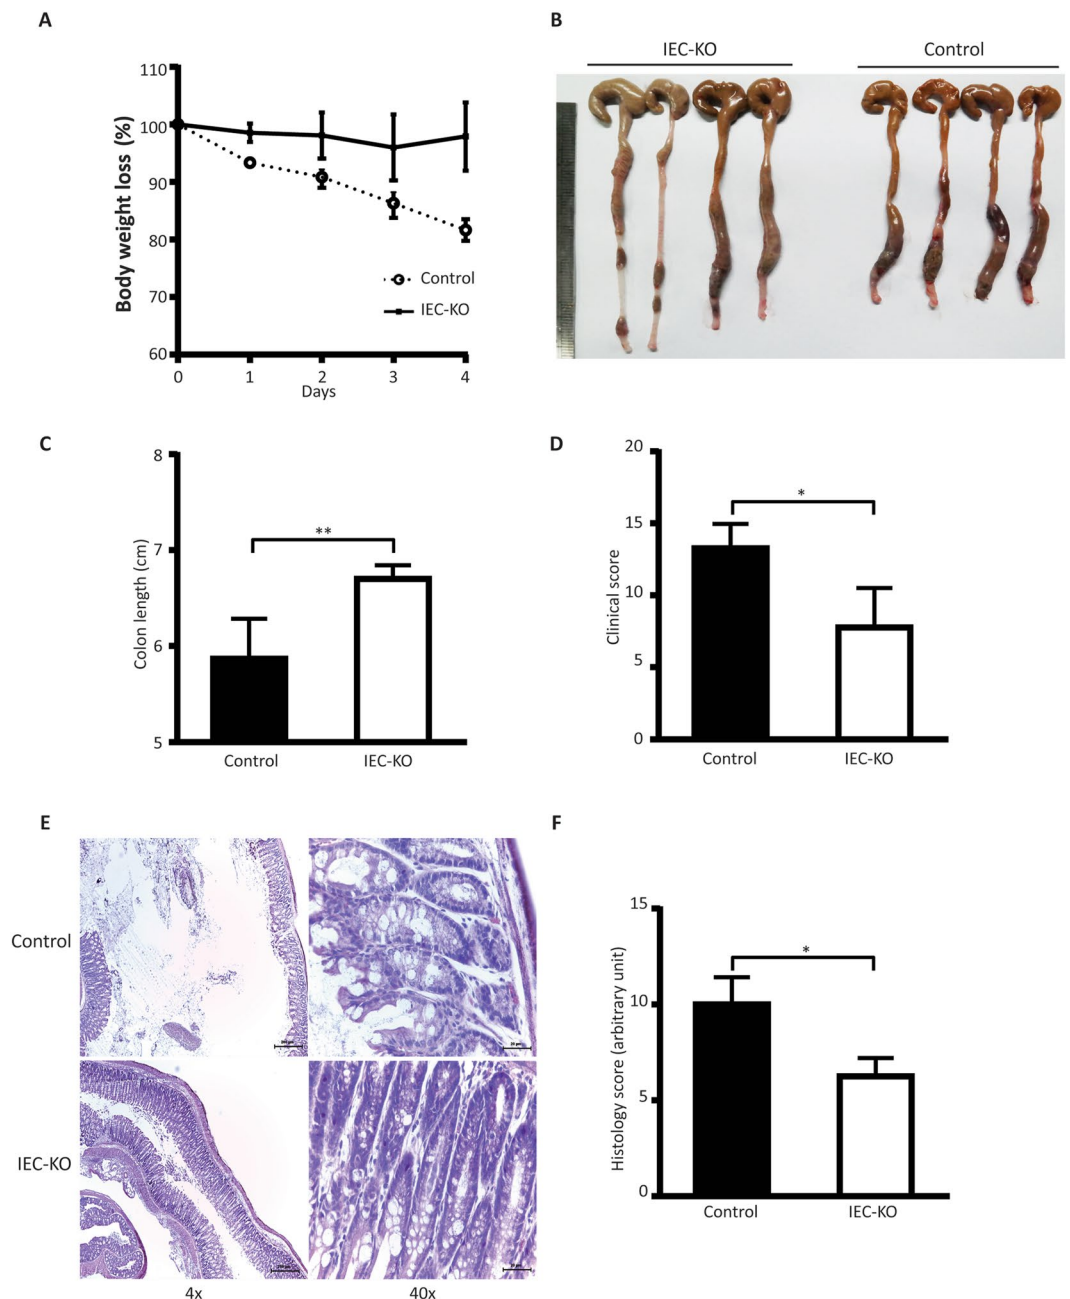 A
110
100
90
80
70
60
Body weight loss (%)
Control
IEC-KO
0 1 2 3 4
Days
B
IEC-KO
Control
C
8
7
6
5
Colon length (cm)
**
Control
IEC-KO
D
20
15
10
5
0
Clinical score
*
Control
IEC-KO
E
Control
IEC-KO
4x
40x
F
15
10
5
0
Histology score (arbitrary unit)
*
Control
IEC-KO